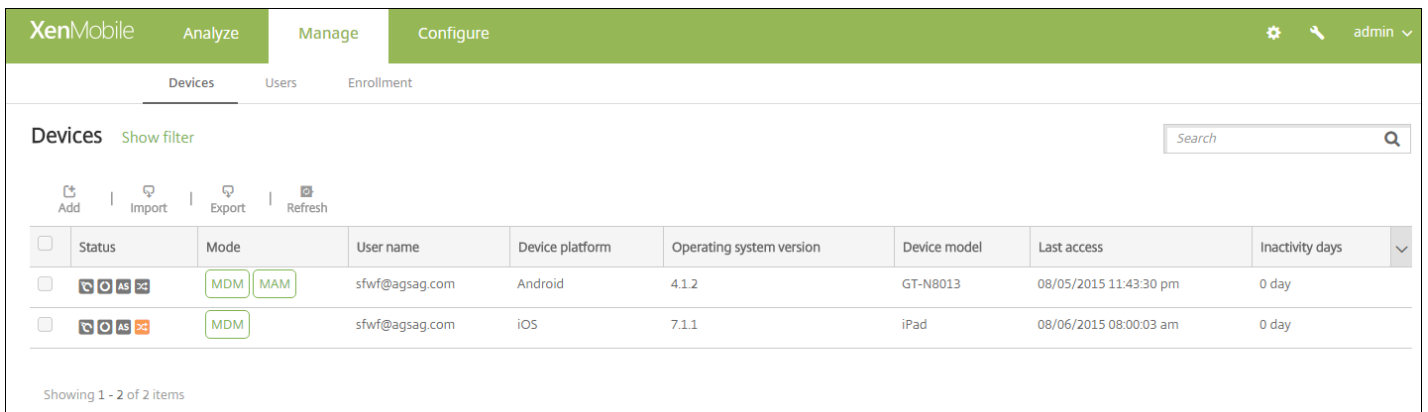 XenMobile Analyze Manage Configure admin
Devices Users Enrollment
Devices Show filter Search
Add | Import | Export | Refresh
Status Mode User name Device platform Operating system version Device model Last access Inactivity days
AS MDM MAM sfwf@agsag.com Android 4.1.2 GT-N8013 08/05/2015 11:43:30 pm 0 day
AS MDM sfwf@agsag.com iOS 7.1.1 iPad 08/06/2015 08:00:03 am 0 day
Showing 1 - 2 of 2 items